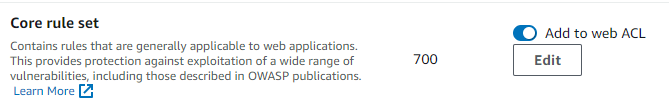 Core rule set
Add to web ACL
Contains rules that are generally applicable to web applications.
This provides protection against exploitation of a wide range of
700
Edit
vulnerabilities, including those described in OWASP publications.
Learn More